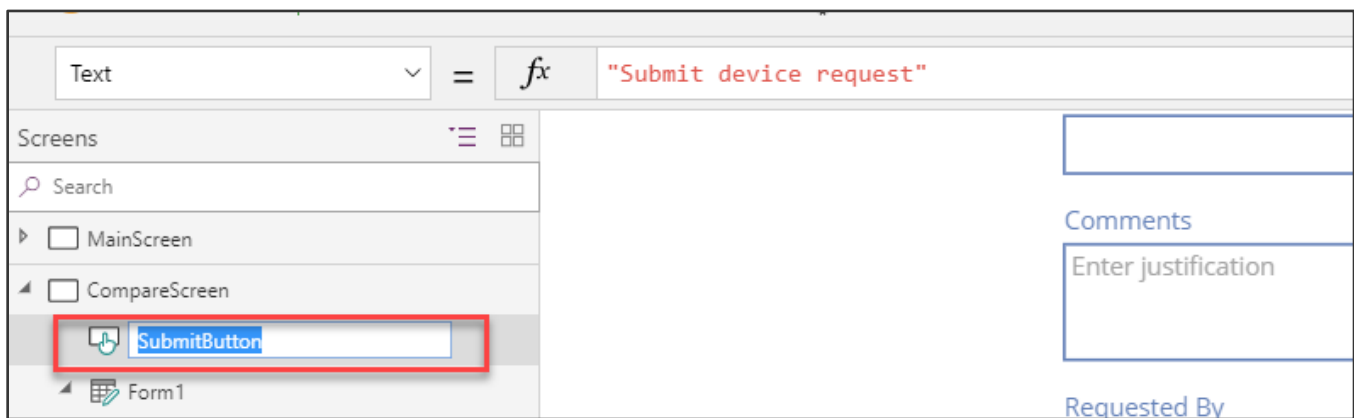 Text = fx "Submit device request"
Screens
Search
MainScreen
CompareScreen
SubmitButton
Form1
Comments
Enter justification
Requested By